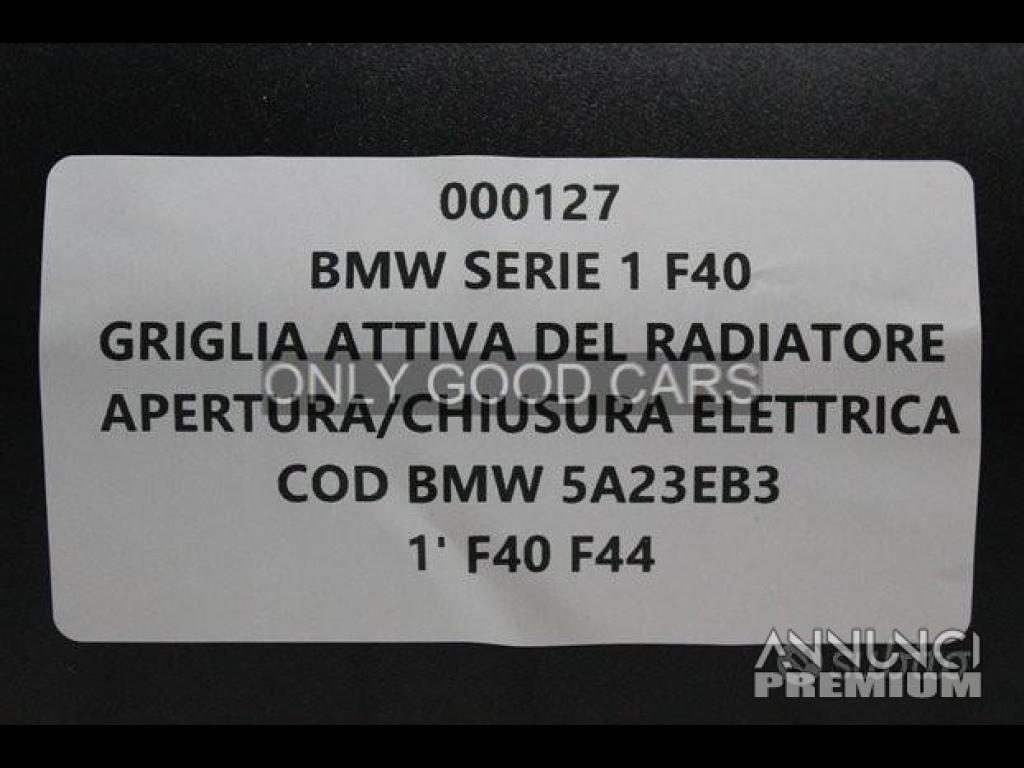 000127
BMW SERIE 1 F40
GRIGLIA ATTIVA DEL RADIATORE
ONLY GOOD CARS
APERTURA/CHIUSURA ELETTRICA
COD BMW 5A23EB3
1' F40 F44
ANNUNCI
PREMIUM